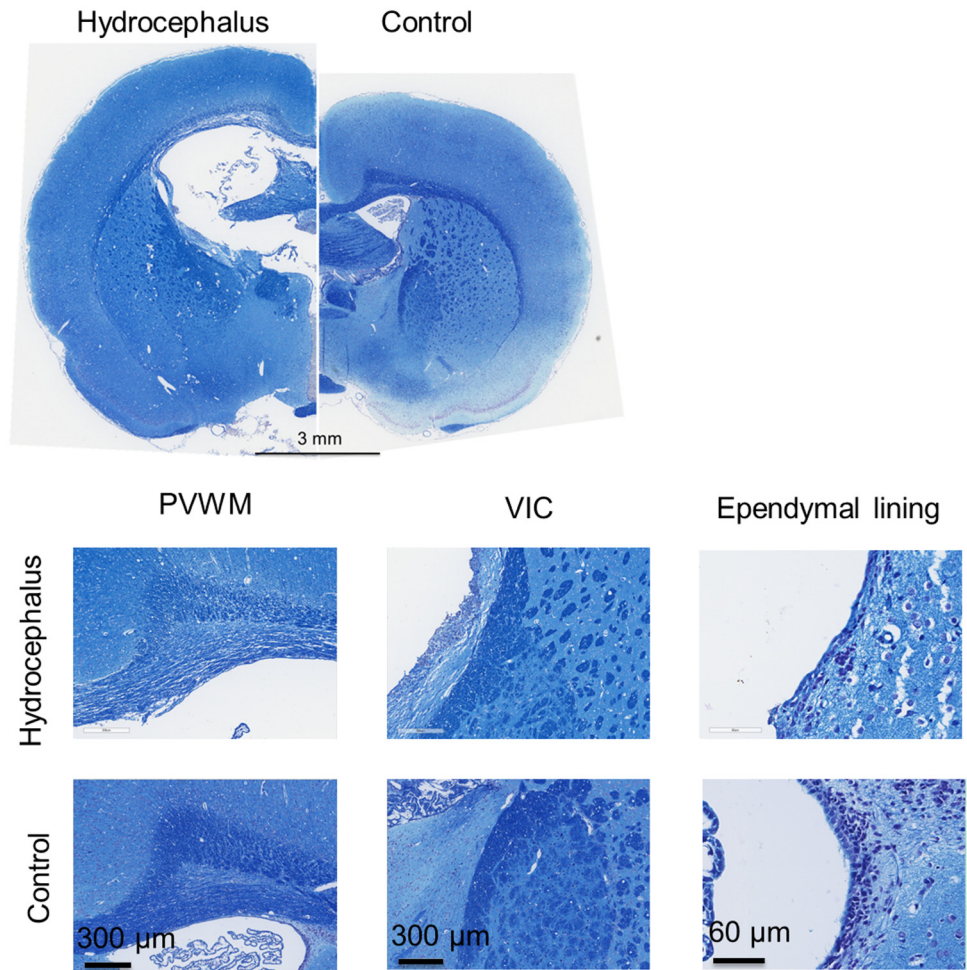 Hydrocephalus Control
3 mm
PVWM VIC Ependymal lining
Hydrocephalus
Control
300 µm 300 µm 60 µm